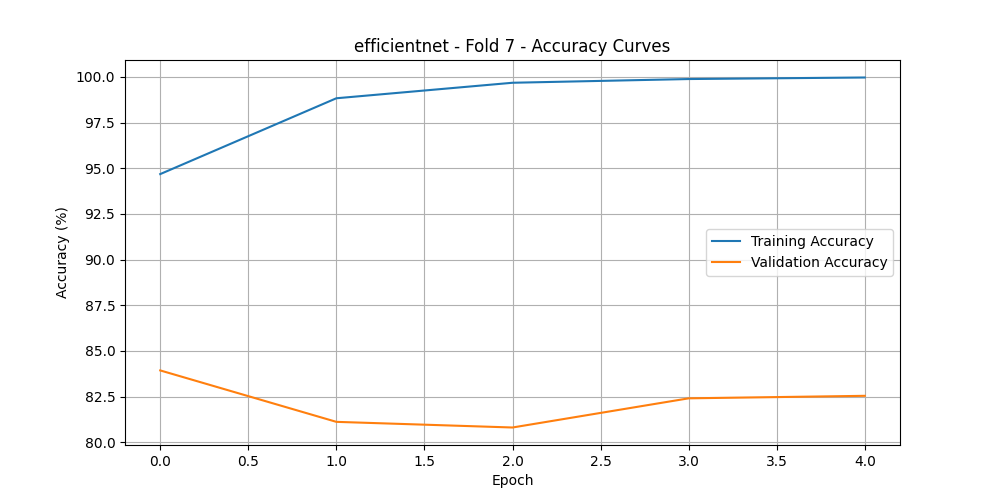 efficientnet - Fold 7 - Accuracy Curves
100.0
97.5
95.0
92.5
90.0
87.5
85.0
82.5
80.0
Accuracy (%)
Training Accuracy
Validation Accuracy
0.0 0.5 1.0 1.5 2.0 2.5 3.0 3.5 4.0
Epoch